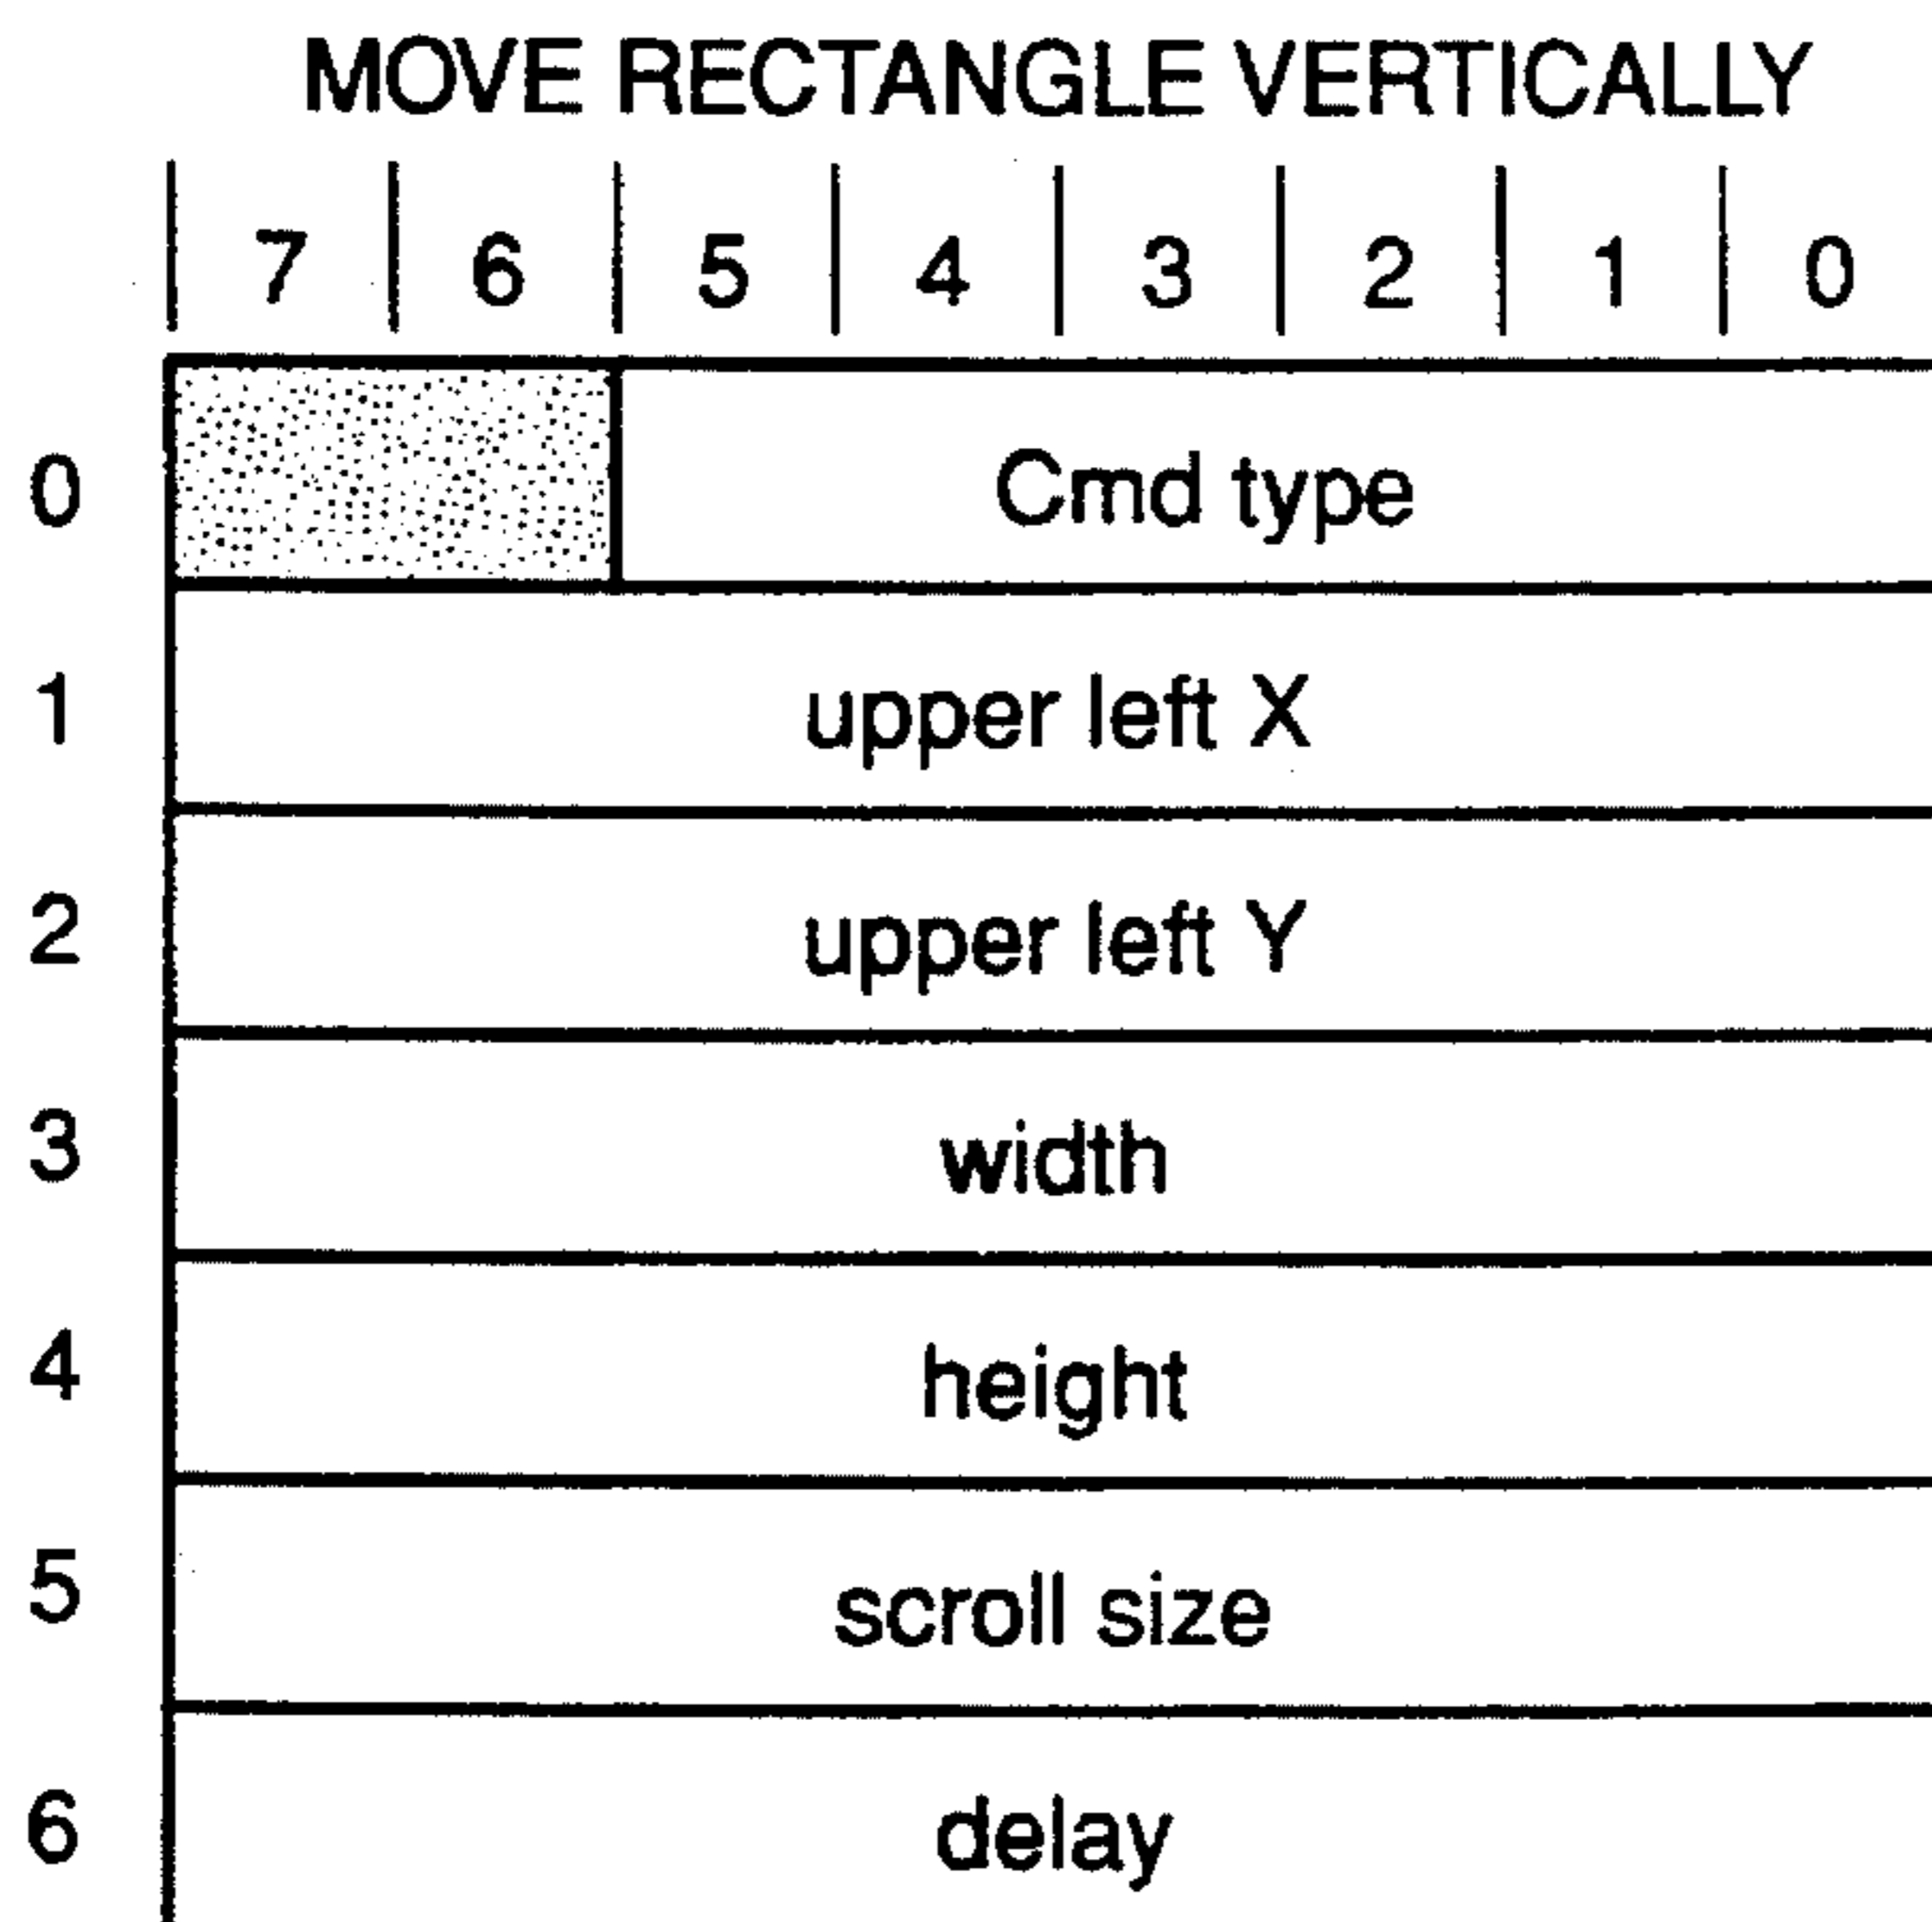 MOVE RECTANGLE VERTICALLY
7 6 5 4 3 2 1 0
0 Cmd type
1 upper left X
2 upper left Y
3 width
4 height
5 scroll size
6 delay